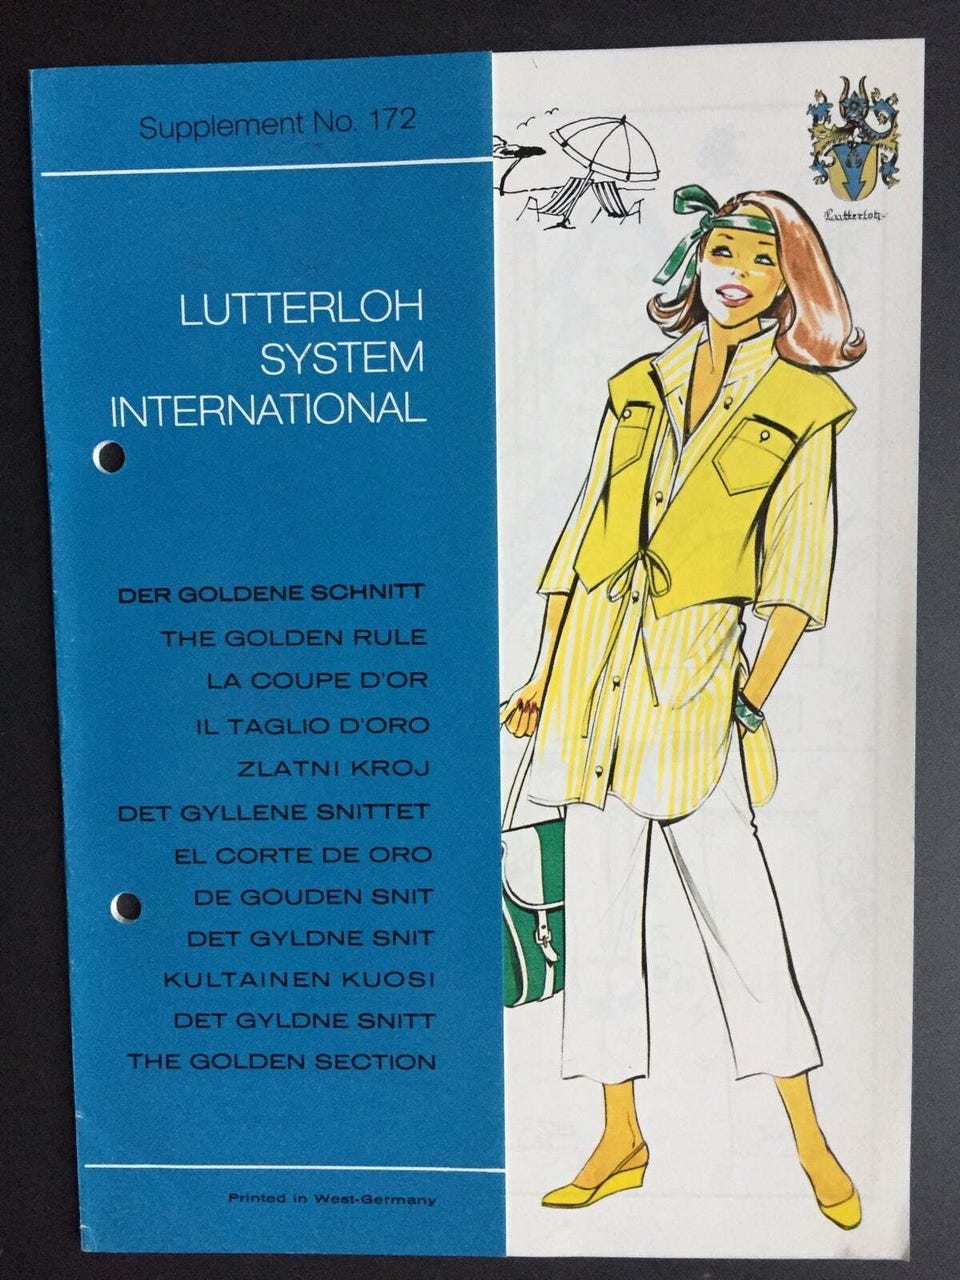 Supplement No. 172
Lutterloh
LUTTERLOH
SYSTEM
INTERNATIONAL
DER GOLDENE SCHNITT
THE GOLDEN RULE
LA COUPE D'OR
IL TAGLIO D'ORO
ZLATNI KROJ
DET GYLLENE SNITTET
EL CORTE DE ORO
DE GOUDEN SNIT
DET GYLDNE SNIT
KULTAINEN KUOSI
DET GYLDNE SNITT
THE GOLDEN SECTION
Printed in West-Germany